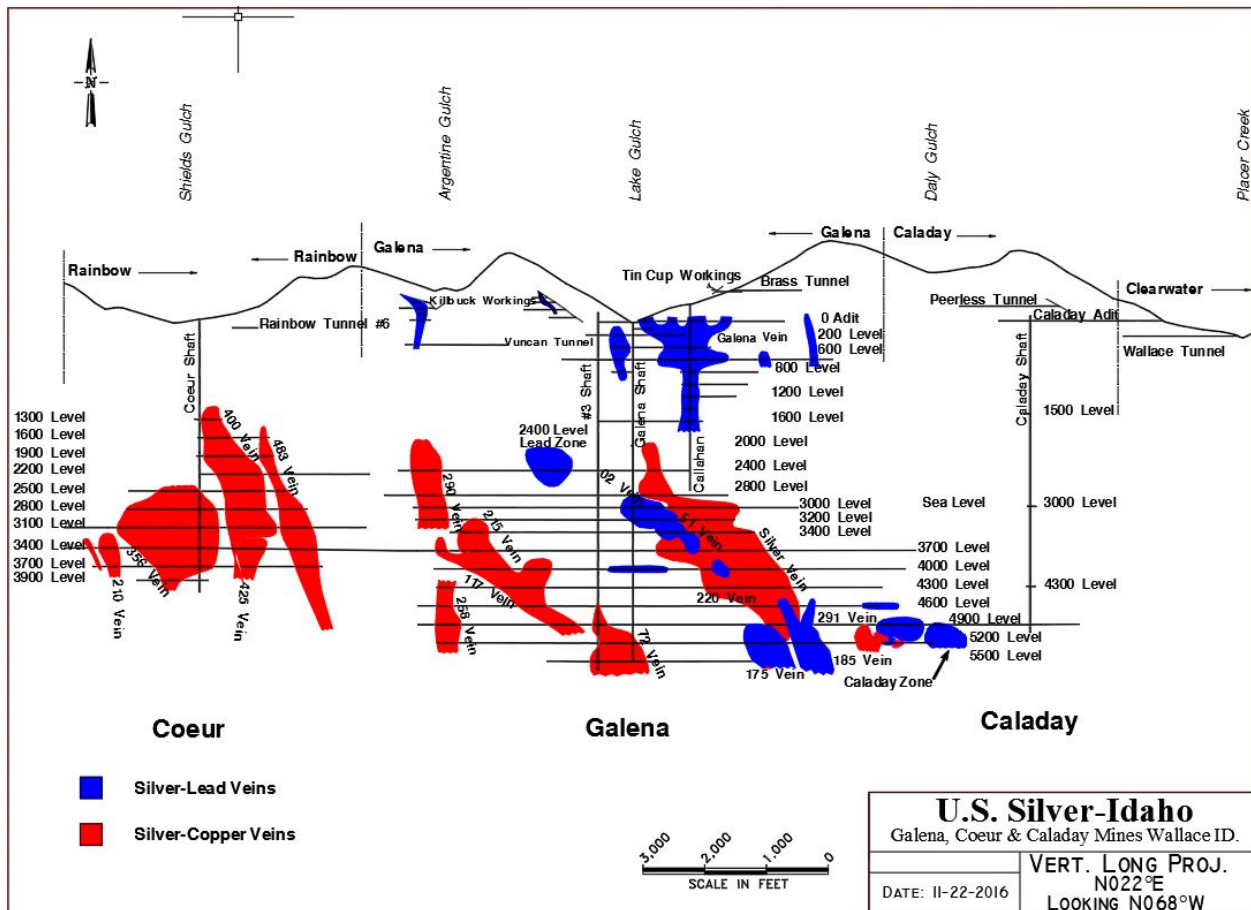 N
Shields Gulch
Argentine Gulch
Lake Gulch
Daly Gulch
Placer Creek
Rainbow
Rainbow
Galena
Galena
Caladay
Clearwater
Tin Cup Workings
Brass Tunnel
Killbuck Workings
Rainbow Tunnel #6
Vuncan Tunnel
Peerless Tunnel
Caladay Adit
Wallace Tunnel
Coeur Shaft
#3 Shaft
Galena Shaft
Callahan
Caladay Shaft
0 Adit
200 Level
600 Level
800 Level
1200 Level
1600 Level
2000 Level
2400 Level
2800 Level
3000 Level
3200 Level
3400 Level
3700 Level
4000 Level
4300 Level
4600 Level
4900 Level
5200 Level
5500 Level
Galena Vein
1300 Level
1600 Level
1900 Level
2200 Level
2500 Level
2600 Level
3100 Level
3400 Level
3700 Level
3900 Level
400 Vein
483 Vein
356 Vein
210 Vein
425 Vein
2400 Level
Lead Zone
290 Vein
215 Vein
117 Vein
258 Vein
02 Vein
51 Vein
Silver Vein
220 Vein
72 Vein
291 Vein
175 Vein
185 Vein
Caladay Zone
1500 Level
Sea Level
3000 Level
4300 Level
Coeur
Galena
Caladay
Silver-Lead Veins
Silver-Copper Veins
3,000
2,000
1,000
0
SCALE IN FEET
U.S. Silver-Idaho
Galena, Coeur & Caladay Mines Wallace ID.
DATE: 11-22-2016
VERT. LONG PROJ.
N022°E
LOOKING N068°W